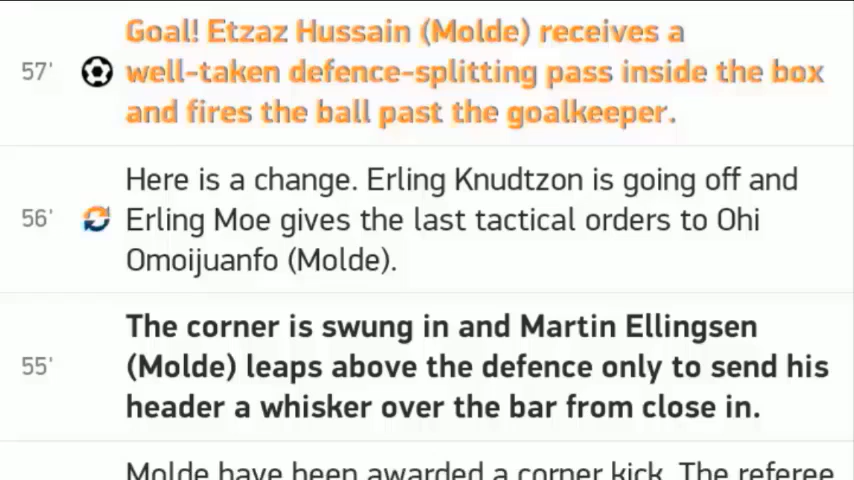 Goal! Etzaz Hussain (Molde) receives a
57' well-taken defence-splitting pass inside the box
and fires the ball past the goalkeeper.
Here is a change. Erling Knudtzon is going off and
56' Erling Moe gives the last tactical orders to Ohi
Omoijuanfo (Molde).
The corner is swung in and Martin Ellingsen
55' (Molde) leaps above the defence only to send his
header a whisker over the bar from close in.
Molde have been awarded a corner kick. The referee